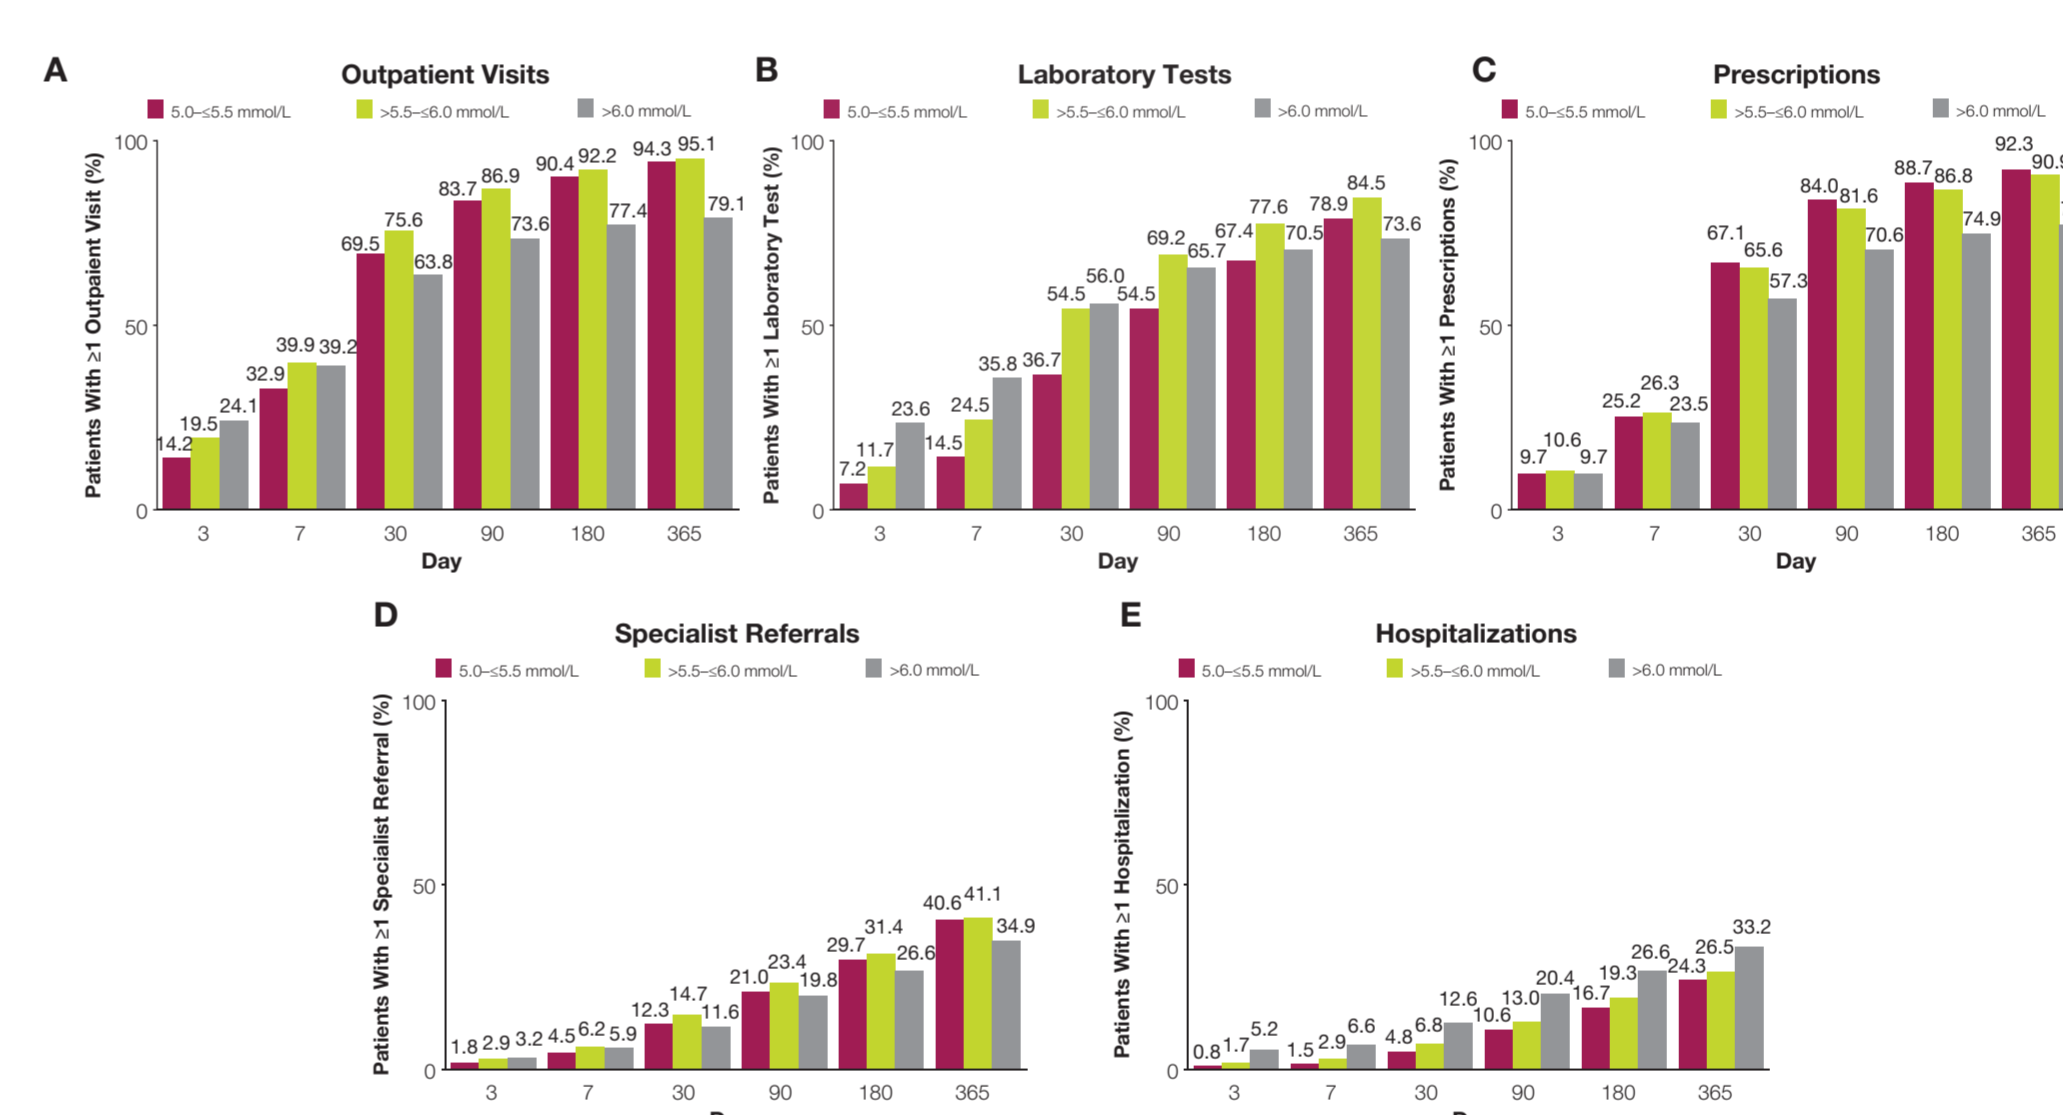 A
Outpatient Visits
5.0–≤5.5 mmol/L >5.5–≤6.0 mmol/L >6.0 mmol/L
Patients With ≥1 Outpatient Visit (%)
100
50
0
14.2 19.5 24.1
32.9 39.9 39.2
69.5 75.6 63.8
83.7 86.9 73.6
90.4 92.2 77.4
94.3 95.1 79.1
3 7 30 90 180 365
Day
B
Laboratory Tests
5.0–≤5.5 mmol/L >5.5–≤6.0 mmol/L >6.0 mmol/L
Patients With ≥1 Laboratory Test (%)
100
50
0
7.2 11.7 23.6
14.5 24.5 35.8
36.7 54.5 56.0
54.5 69.2 65.7
67.4 77.6 70.5
78.9 84.5 73.6
3 7 30 90 180 365
Day
C
Prescriptions
5.0–≤5.5 mmol/L >5.5–≤6.0 mmol/L >6.0 mmol/L
Patients With ≥1 Prescriptions (%)
100
50
0
9.7 10.6 9.7
25.2 26.3 23.5
67.1 65.6 57.3
84.0 81.6 70.6
88.7 86.8 74.9
92.3
3 7 30 90 180 365
Day
D
Specialist Referrals
5.0–≤5.5 mmol/L >5.5–≤6.0 mmol/L >6.0 mmol/L
Patients With ≥1 Specialist Referral (%)
100
50
0
1.8 2.9 3.2
4.5 6.2 5.9
12.3 14.7 11.6
21.0 23.4 19.8
29.7 31.4 26.6
40.6 41.1 34.9
3 7 30 90 180 365
E
Hospitalizations
5.0–≤5.5 mmol/L >5.5–≤6.0 mmol/L >6.0 mmol/L
Patients With ≥1 Hospitalization (%)
100
50
0
0.8 1.7 5.2
1.5 2.9 6.6
4.8 6.8 12.6
10.6 13.0 20.4
16.7 19.3 26.6
24.3 26.5 33.2
3 7 30 90 180 365